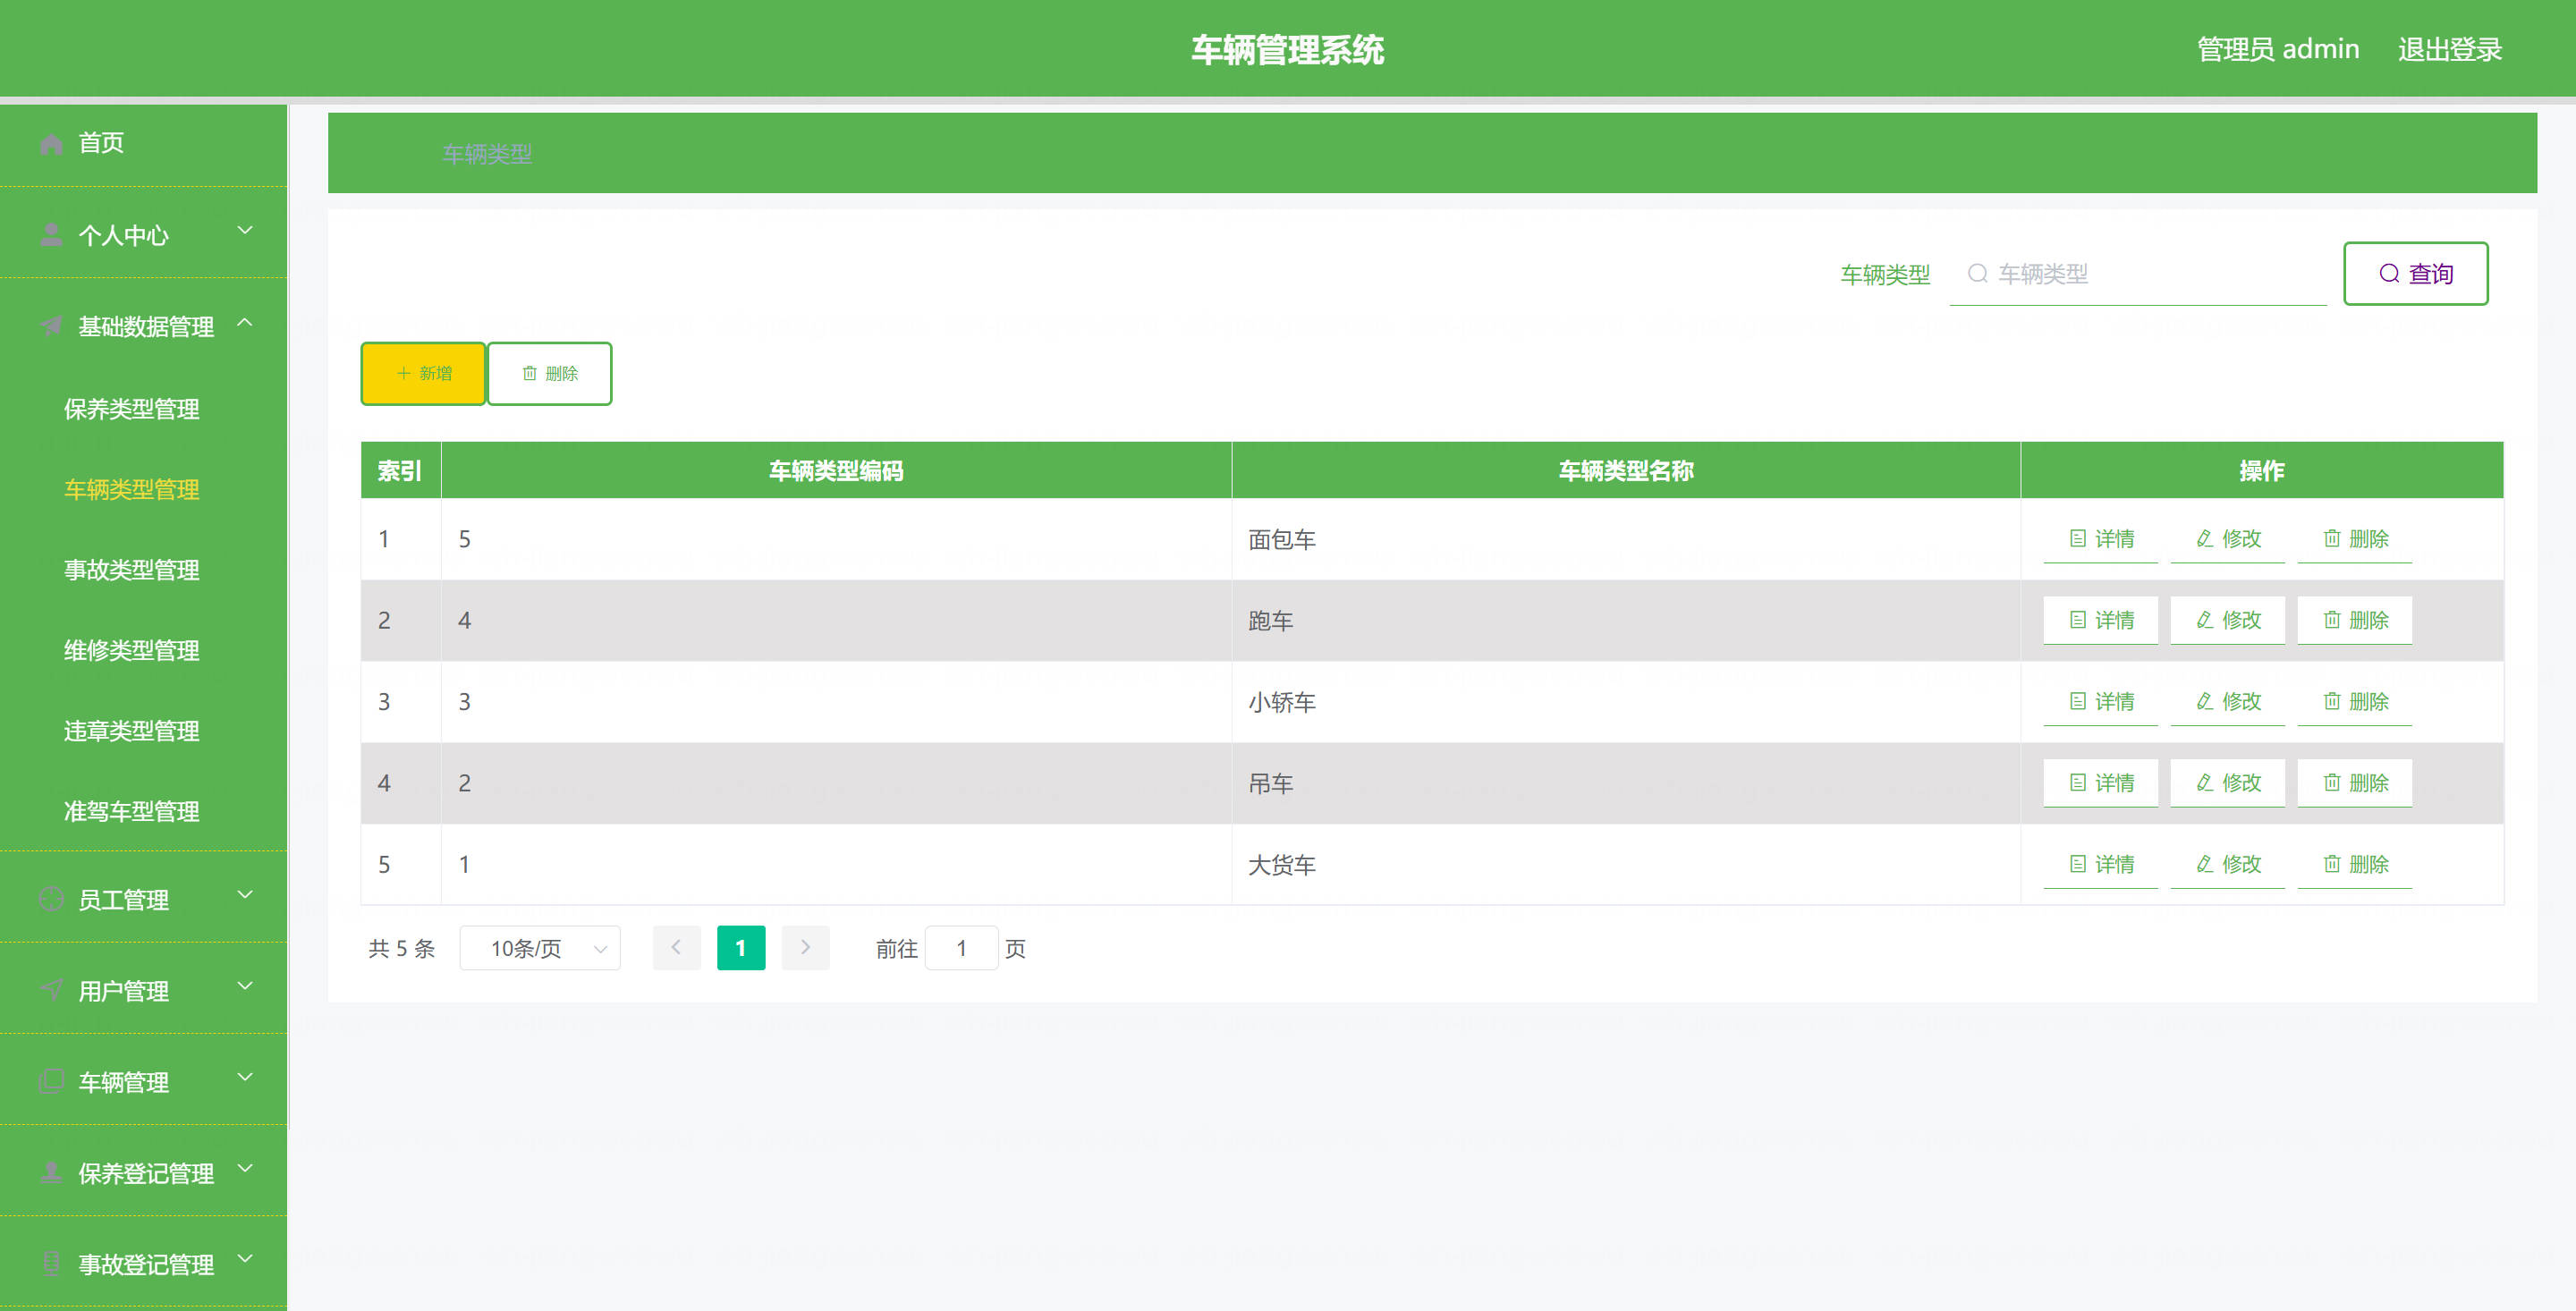 车辆管理系统
管理员 admin 退出登录
首页
个人中心
基础数据管理
保养类型管理
车辆类型管理
事故类型管理
维修类型管理
违章类型管理
准驾车型管理
员工管理
用户管理
车辆管理
保养登记管理
事故登记管理
车辆类型
车辆类型 车辆类型 查询
新增 删除
索引 车辆类型编码 车辆类型名称 操作
1 5 面包车 详情 修改 删除
2 4 跑车 详情 修改 删除
3 3 小轿车 详情 修改 删除
4 2 吊车 详情 修改 删除
5 1 大货车 详情 修改 删除
共 5 条 10条/页 1 前往 1 页